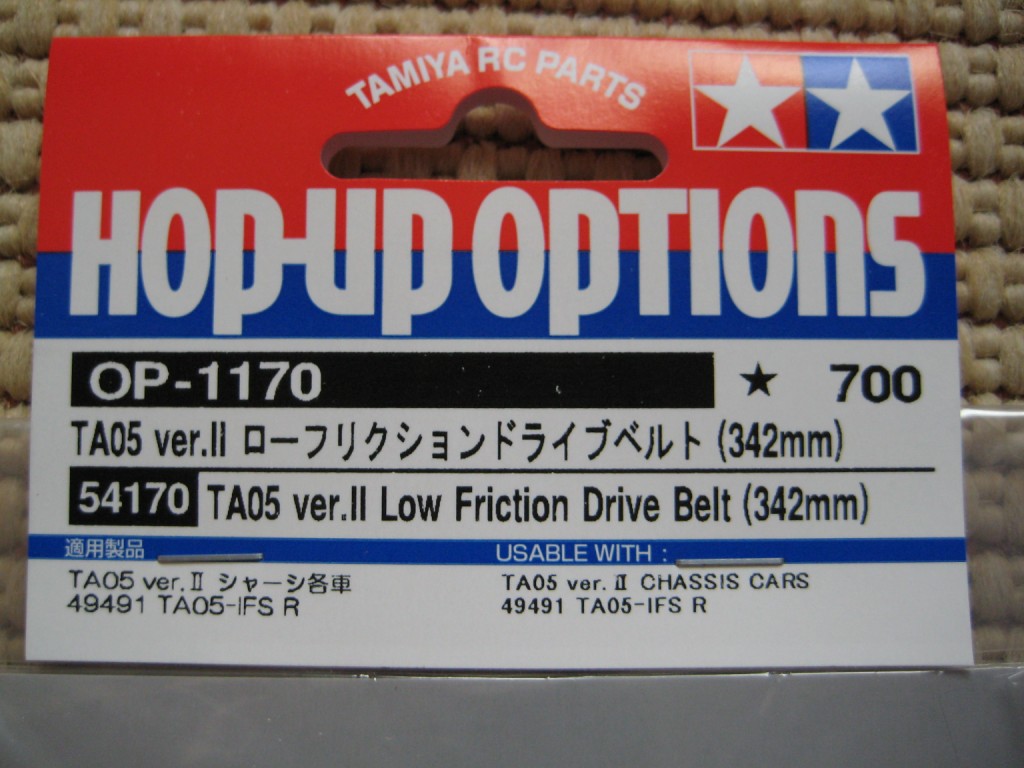 TAMIYA RC PARTS
HOP-UP OPTIONS
OP-1170 ★ 700
TA05 ver.II ローフリクションドライブベルト (342mm)
54170 TA05 ver.II Low Friction Drive Belt (342mm)
適用製品
TA05 ver.Ⅱ シャーシ各車
49491 TA05-IFS R
USABLE WITH :
TA05 ver.Ⅱ CHASSIS CARS
49491 TA05-IFS R